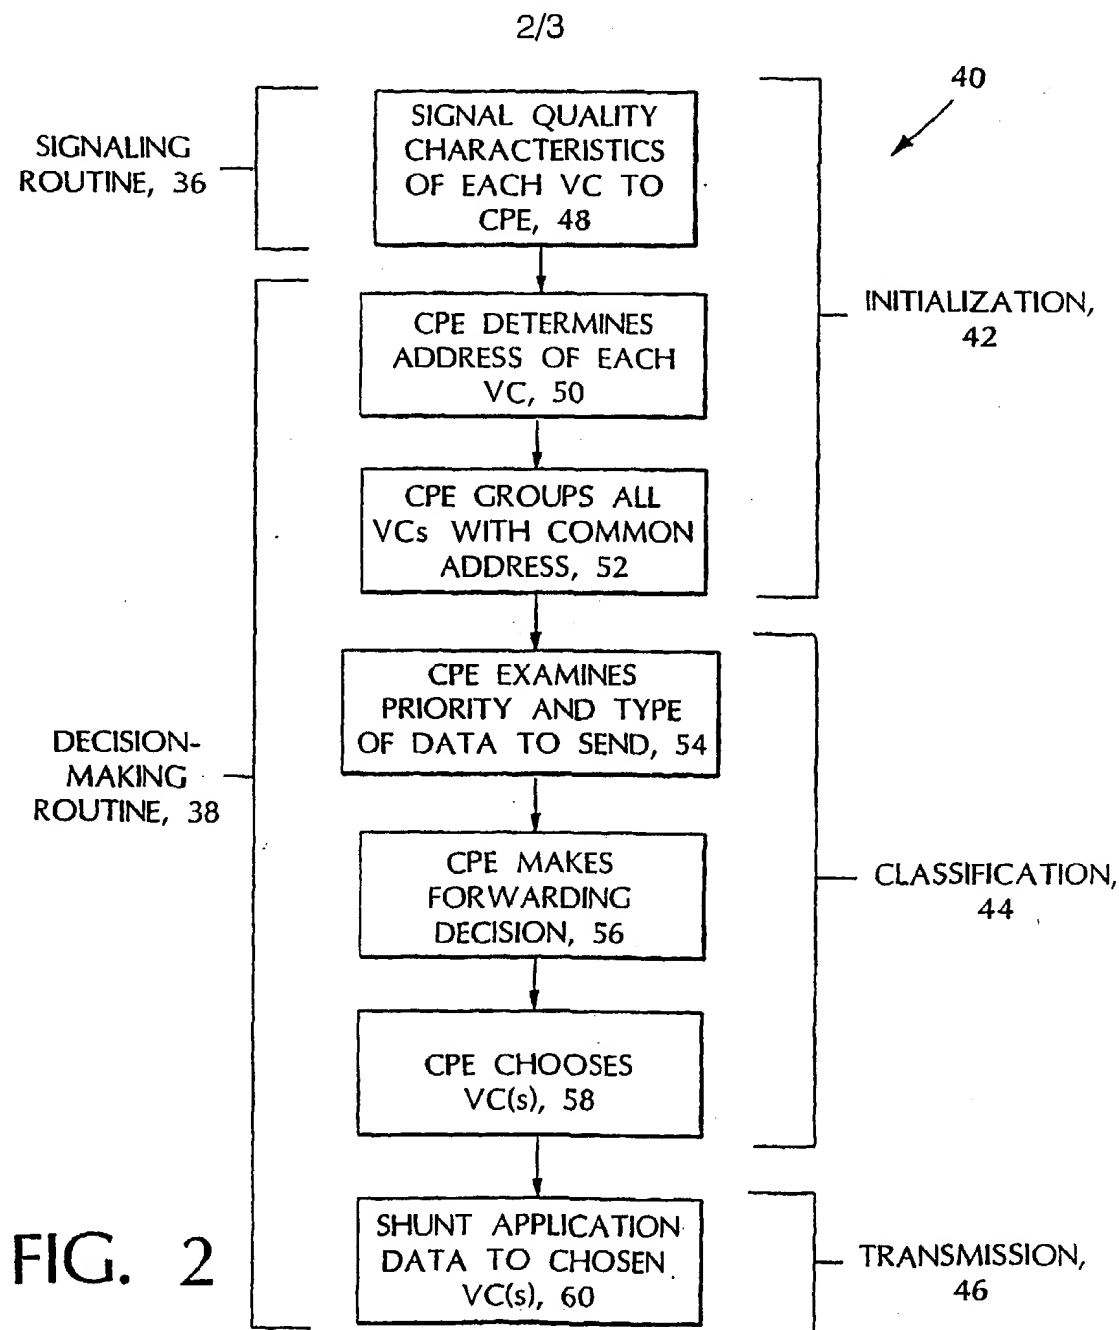 2/3
40
SIGNALING
ROUTINE, 36
SIGNAL QUALITY
CHARACTERISTICS
OF EACH VC TO
CPE, 48
INITIALIZATION,
42
CPE DETERMINES
ADDRESS OF EACH
VC, 50
CPE GROUPS ALL
VCs WITH COMMON
ADDRESS, 52
DECISION-
MAKING
ROUTINE, 38
CPE EXAMINES
PRIORITY AND TYPE
OF DATA TO SEND, 54
CPE MAKES
FORWARDING
DECISION, 56
CLASSIFICATION,
44
CPE CHOOSES
VC(s), 58
SHUNT APPLICATION
DATA TO CHOSEN
VC(s), 60
TRANSMISSION,
46
FIG. 2